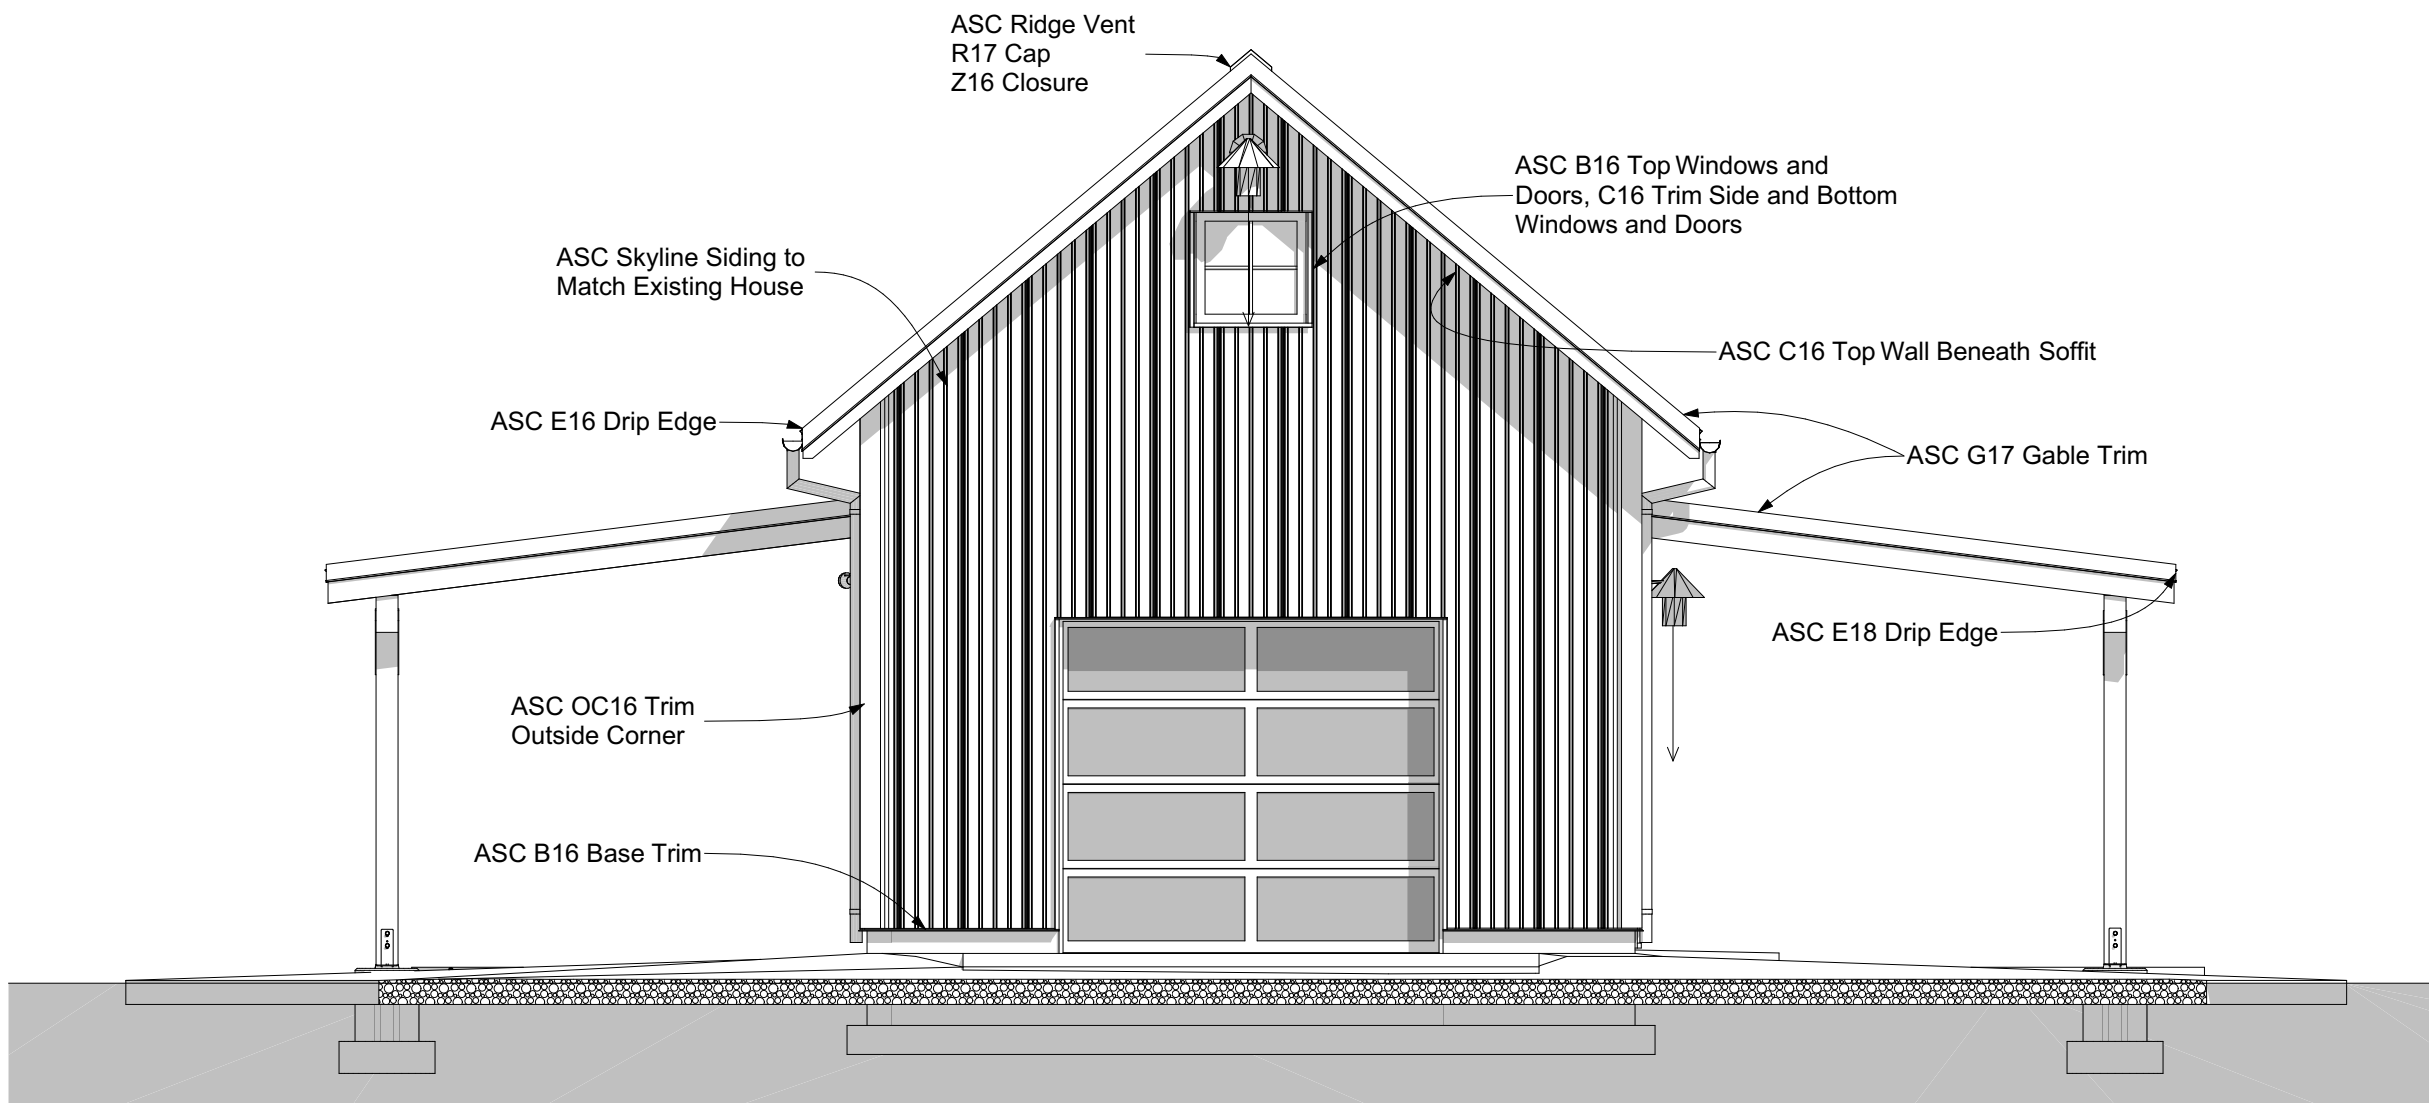 ASC Ridge Vent
R17 Cap
Z16 Closure
ASC B16 Top Windows and
Doors, C16 Trim Side and Bottom
Windows and Doors
ASC Skyline Siding to
Match Existing House
ASC C16 Top Wall Beneath Soffit
ASC E16 Drip Edge
ASC G17 Gable Trim
ASC E18 Drip Edge
ASC OC16 Trim
Outside Corner
ASC B16 Base Trim